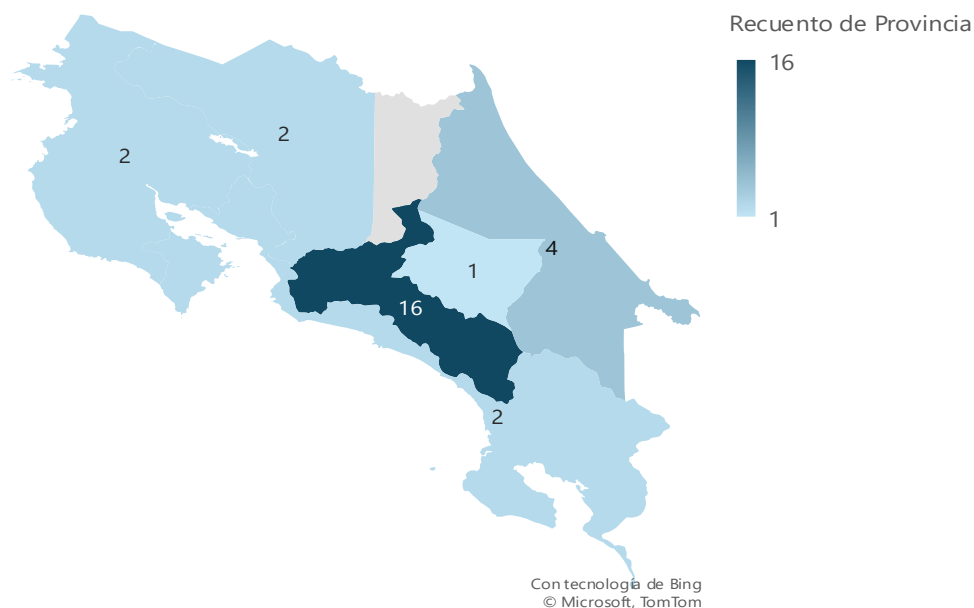 Recuento de Provincia
16
1
2
2
4
1
16
2
Con tecnología de Bing
© Microsoft, TomTom